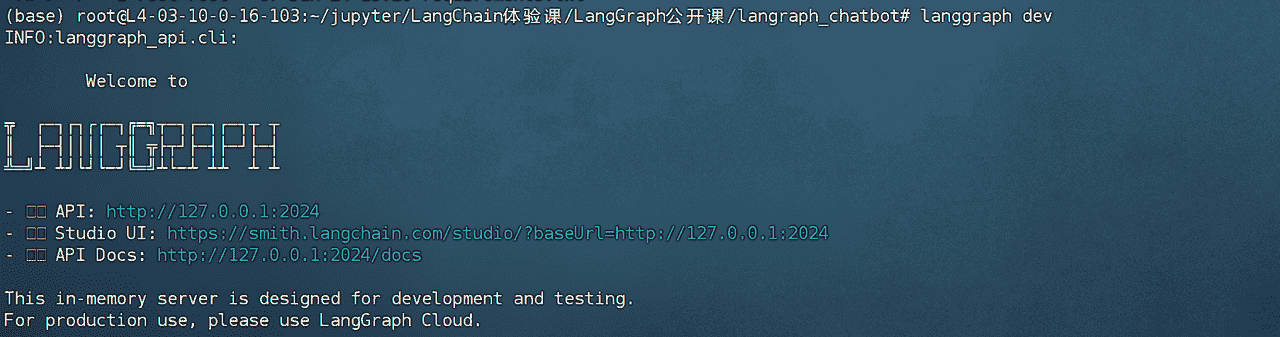 (base) root@L4-03-10-0-16-103:~/jupyter/LangChain体验课/LangGraph公开课/langraph_chatbot# langgraph dev
INFO:langgraph_api.cli:
Welcome to
LANGGRAPH
- API: http://127.0.0.1:2024
- Studio UI: https://smith.langchain.com/studio/?baseUrl=http://127.0.0.1:2024
- API Docs: http://127.0.0.1:2024/docs
This in-memory server is designed for development and testing.
For production use, please use LangGraph Cloud.